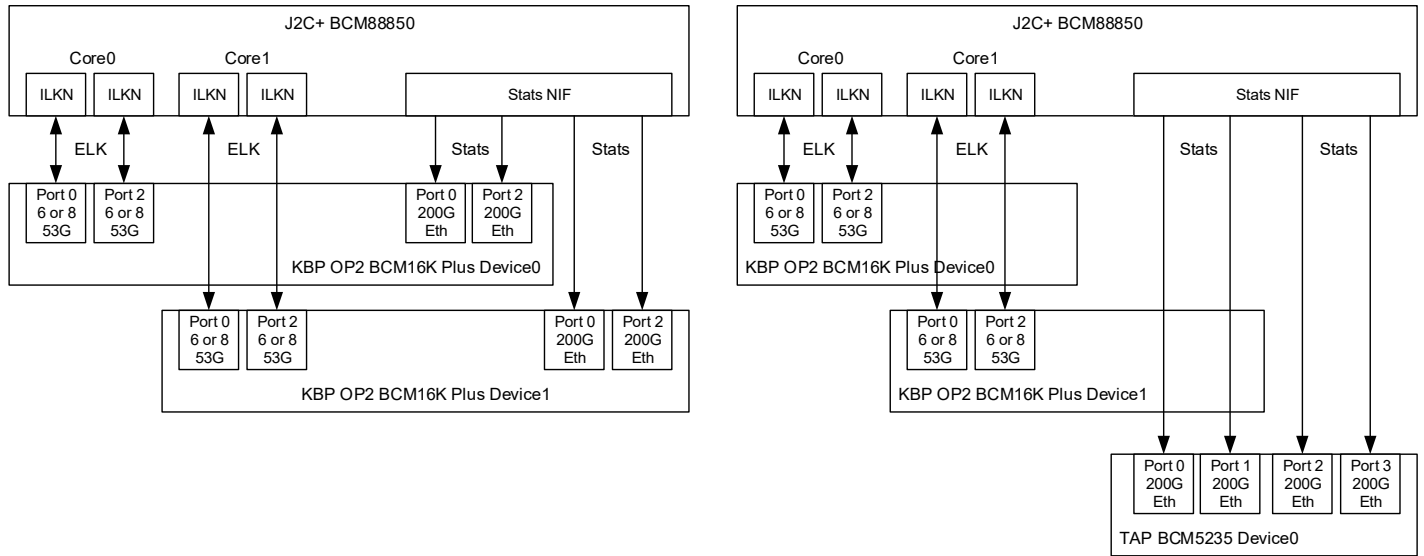 J2C+ BCM88850
Core0
Core1
ILKN
ILKN
ILKN
ILKN
Stats NIF
ELK
ELK
Stats
Stats
Port 0
6 or 8
53G
Port 2
6 or 8
53G
Port 0
200G
Eth
Port 2
200G
Eth
KBP OP2 BCM16K Plus Device0
Port 0
6 or 8
53G
Port 2
6 or 8
53G
Port 0
200G
Eth
Port 2
200G
Eth
KBP OP2 BCM16K Plus Device1
J2C+ BCM88850
Core0
Core1
ILKN
ILKN
ILKN
ILKN
Stats NIF
ELK
ELK
Stats
Stats
Port 0
6 or 8
53G
Port 2
6 or 8
53G
KBP OP2 BCM16K Plus Device0
Port 0
6 or 8
53G
Port 2
6 or 8
53G
KBP OP2 BCM16K Plus Device1
Port 0
200G
Eth
Port 1
200G
Eth
Port 2
200G
Eth
Port 3
200G
Eth
TAP BCM5235 Device0